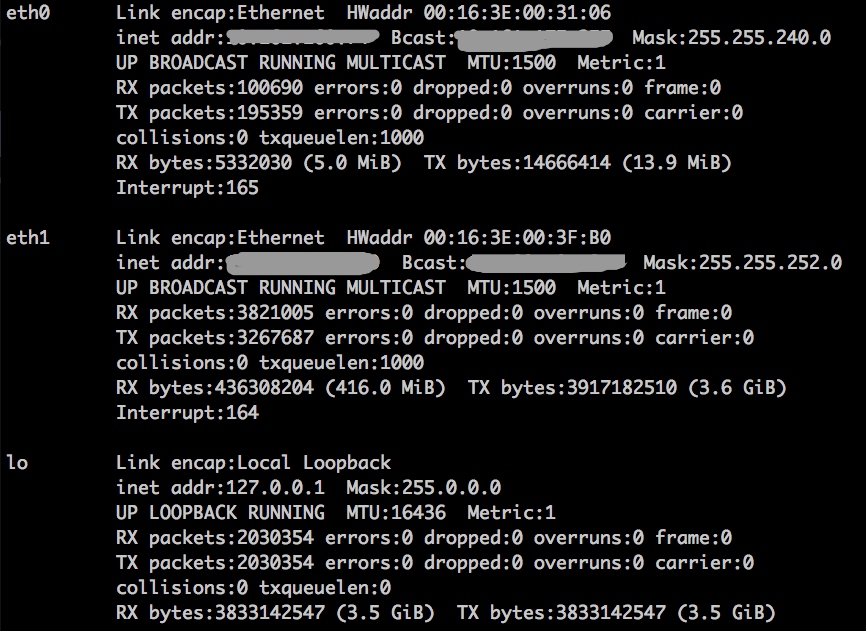 eth0 Link encap:Ethernet HWaddr 00:16:3E:00:31:06
inet addr: Bcast: Mask:255.255.240.0
UP BROADCAST RUNNING MULTICAST MTU:1500 Metric:1
RX packets:100690 errors:0 dropped:0 overruns:0 frame:0
TX packets:195359 errors:0 dropped:0 overruns:0 carrier:0
collisions:0 txqueuelen:1000
RX bytes:5332030 (5.0 MiB) TX bytes:14666414 (13.9 MiB)
Interrupt:165
eth1 Link encap:Ethernet HWaddr 00:16:3E:00:3F:B0
inet addr: Bcast: Mask:255.255.252.0
UP BROADCAST RUNNING MULTICAST MTU:1500 Metric:1
RX packets:3821005 errors:0 dropped:0 overruns:0 frame:0
TX packets:3267687 errors:0 dropped:0 overruns:0 carrier:0
collisions:0 txqueuelen:1000
RX bytes:436308204 (416.0 MiB) TX bytes:3917182510 (3.6 GiB)
Interrupt:164
lo Link encap:Local Loopback
inet addr:127.0.0.1 Mask:255.0.0.0
UP LOOPBACK RUNNING MTU:16436 Metric:1
RX packets:2030354 errors:0 dropped:0 overruns:0 frame:0
TX packets:2030354 errors:0 dropped:0 overruns:0 carrier:0
collisions:0 txqueuelen:0
RX bytes:3833142547 (3.5 GiB) TX bytes:3833142547 (3.5 GiB)